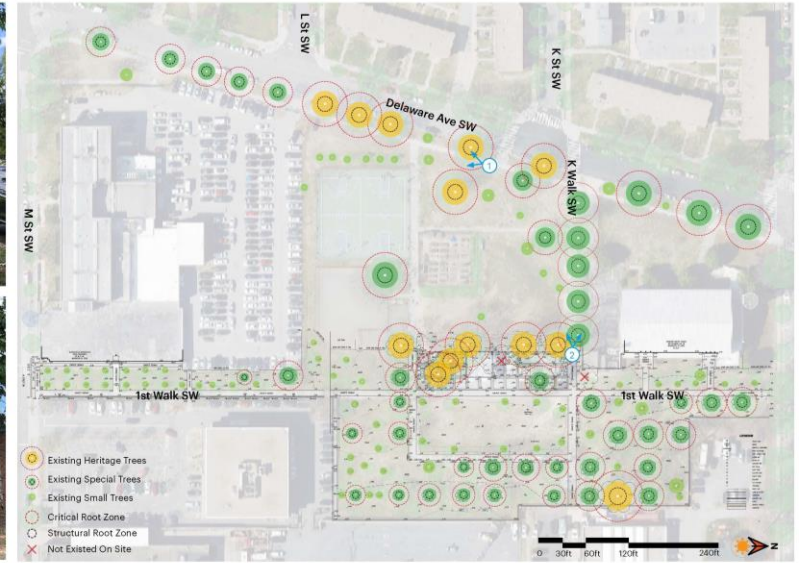 L St SW
K St SW
Delaware Ave SW
1
K Walk SW
M St SW
2
1st Walk SW
1st Walk SW
Existing Heritage Trees
Existing Special Trees
Existing Small Trees
Critical Root Zone
Structural Root Zone
Not Existed On Site
0 30ft 60ft 120ft 240ft
N